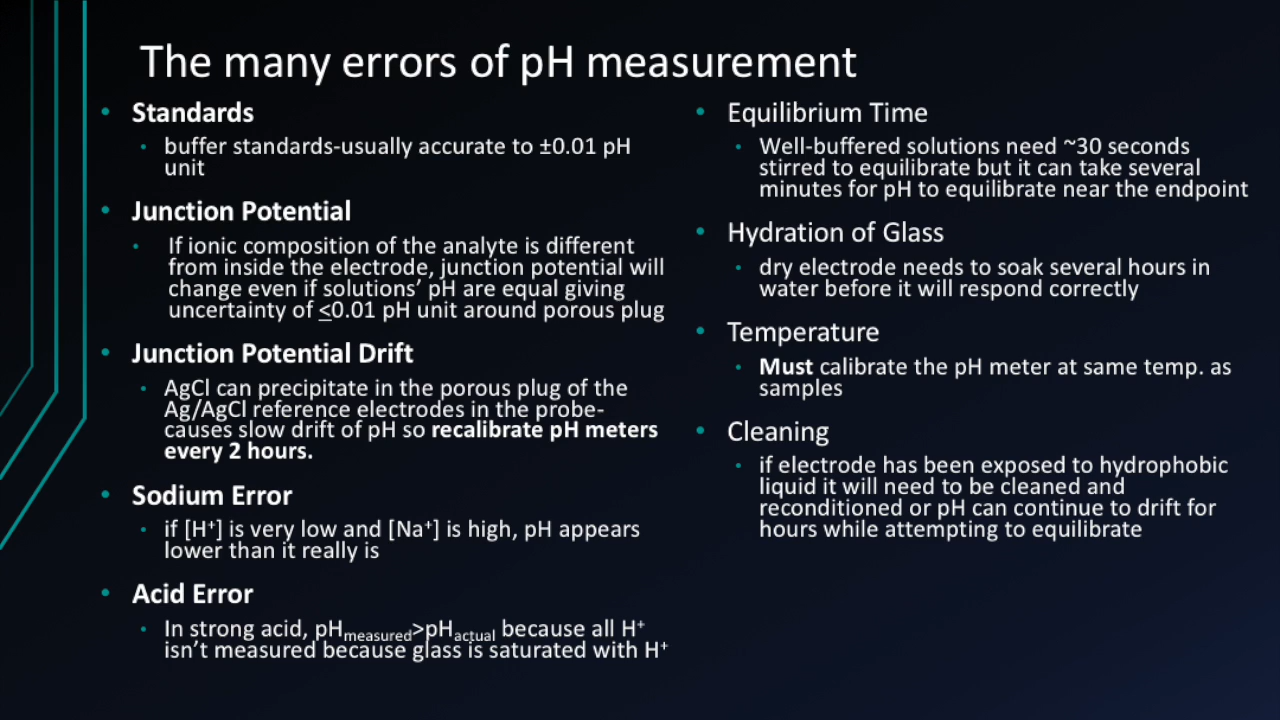 The many errors of pH measurement
• Standards
• buffer standards-usually accurate to ±0.01 pH
unit
• Junction Potential
• If ionic composition of the analyte is different
from inside the electrode, junction potential will
change even if solutions’ pH are equal giving
uncertainty of <0.01 pH unit around porous plug
• Junction Potential Drift
• AgCl can precipitate in the porous plug of the
Ag/AgCl reference electrodes in the probe-
causes slow drift of pH so recalibrate pH meters
every 2 hours.
• Sodium Error
• if [H⁺] is very low and [Na⁺] is high, pH appears
lower than it really is
• Acid Error
• In strong acid, pHmeasured>pHactual because all H⁺
isn’t measured because glass is saturated with H⁺
• Equilibrium Time
• Well-buffered solutions need ~30 seconds
stirred to equilibrate but it can take several
minutes for pH to equilibrate near the endpoint
• Hydration of Glass
• dry electrode needs to soak several hours in
water before it will respond correctly
• Temperature
• Must calibrate the pH meter at same temp. as
samples
• Cleaning
• if electrode has been exposed to hydrophobic
liquid it will need to be cleaned and
reconditioned or pH can continue to drift for
hours while attempting to equilibrate